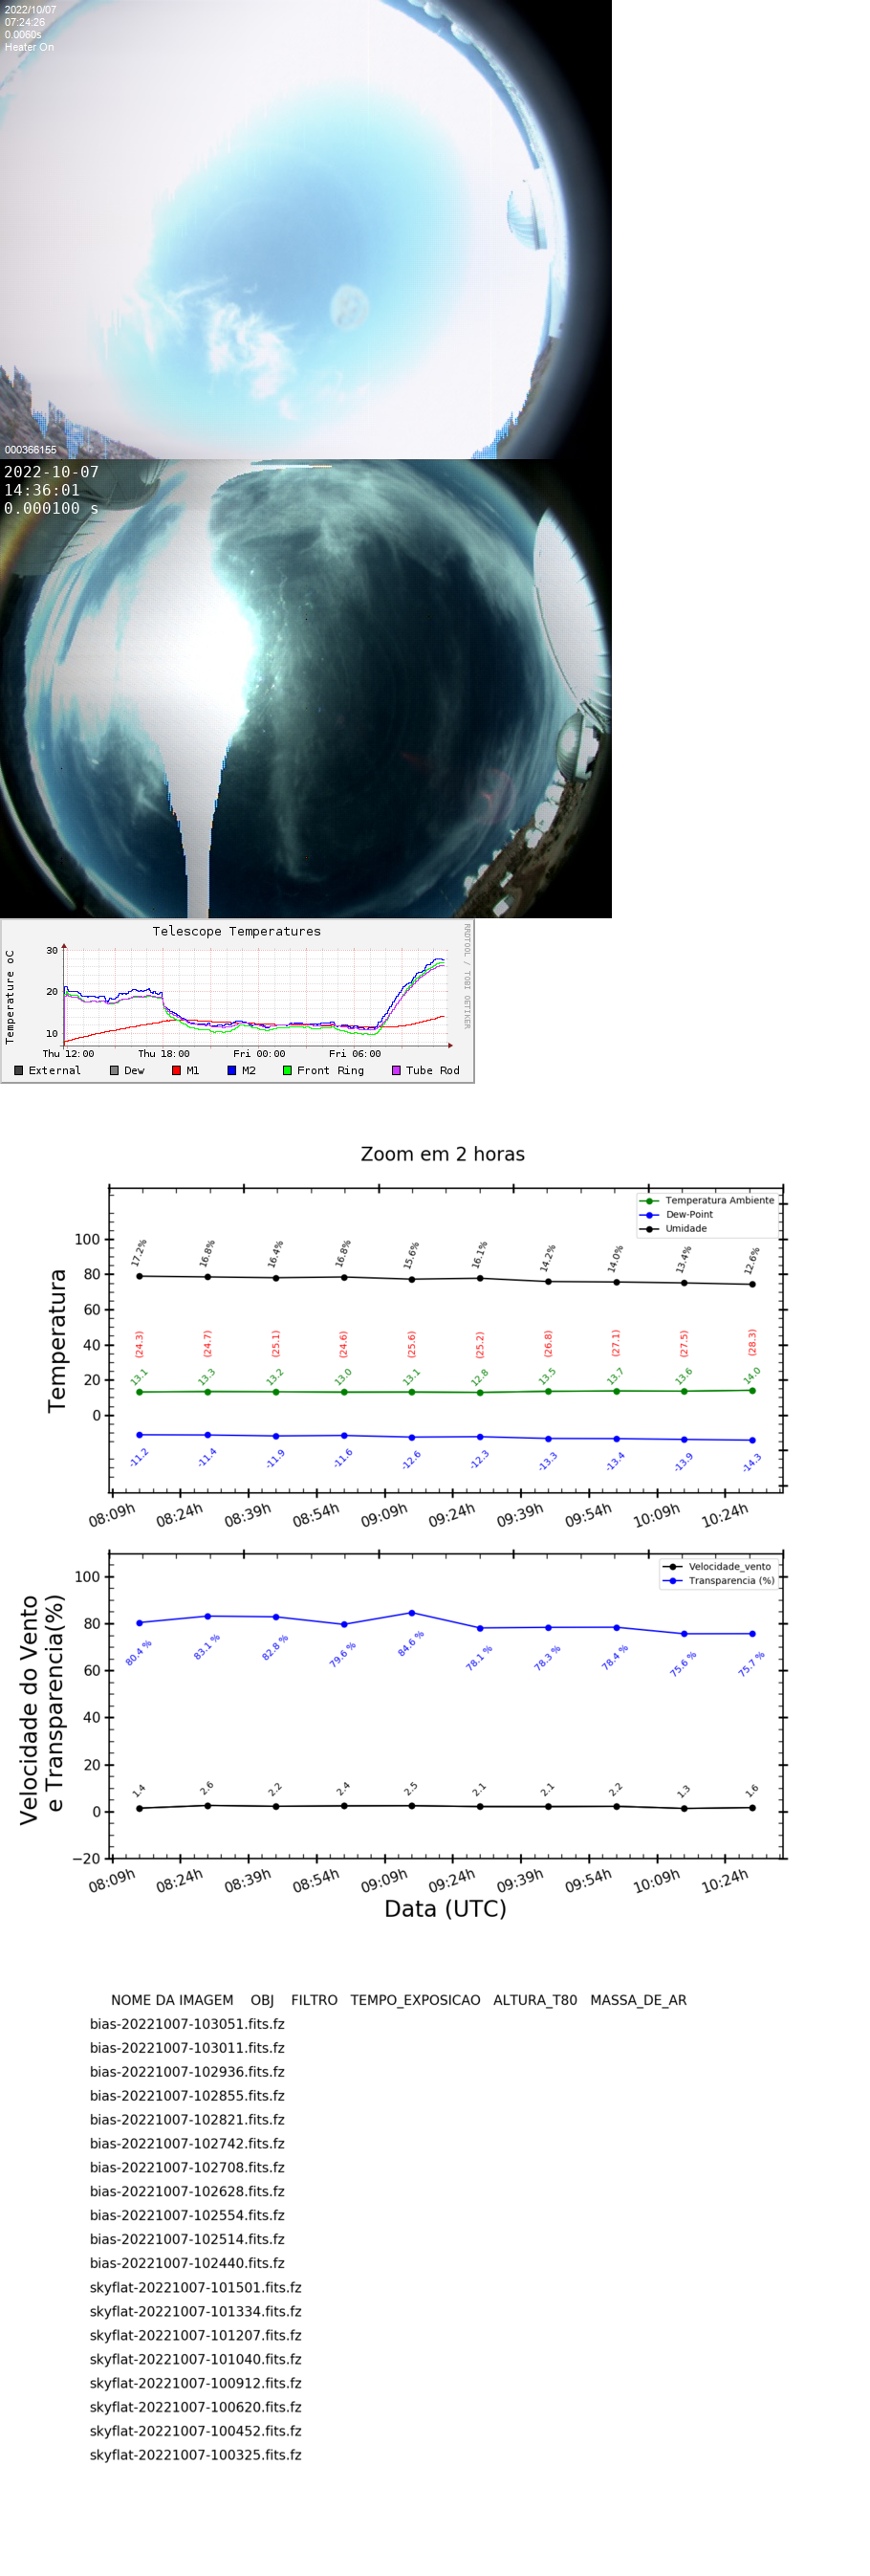 2022/10/07
07:24:26
0.0060s
Heater On
000366155
2022-10-07
14:36:01
0.000100 s
Telescope Temperatures
RRDTOOL / TOBI OETIKER
Temperature oC
30
20
10
Thu 12:00 Thu 18:00 Fri 00:00 Fri 06:00
External Dew M1 M2 Front Ring Tube Rod
Zoom em 2 horas
Temperatura Ambiente
Dew-Point
Umidade
Temperatura
100
80
60
40
20
0
17.2% 16.8% 16.4% 16.8% 15.6% 16.1% 14.2% 14.0% 13.4% 12.6%
(24.3) (24.7) (25.1) (24.6) (25.6) (25.2) (26.8) (27.1) (27.5) (28.3)
13.1 13.3 13.2 13.0 13.1 12.8 13.5 13.7 13.6 14.0
-11.2 -11.4 -11.9 -11.6 -12.6 -12.3 -13.3 -13.4 -13.9 -14.3
08:09h 08:24h 08:39h 08:54h 09:09h 09:24h 09:39h 09:54h 10:09h 10:24h
Velocidade_vento
Transparencia (%)
Velocidade do Vento
e Transparencia(%)
100
80
60
40
20
0
−20
80.4 % 83.1 % 82.8 % 79.6 % 84.6 % 78.1 % 78.3 % 78.4 % 75.6 % 75.7 %
1.4 2.6 2.2 2.4 2.5 2.1 2.1 2.2 1.3 1.6
08:09h 08:24h 08:39h 08:54h 09:09h 09:24h 09:39h 09:54h 10:09h 10:24h
Data (UTC)
NOME DA IMAGEM OBJ FILTRO TEMPO_EXPOSICAO ALTURA_T80 MASSA_DE_AR
bias-20221007-103051.fits.fz
bias-20221007-103011.fits.fz
bias-20221007-102936.fits.fz
bias-20221007-102855.fits.fz
bias-20221007-102821.fits.fz
bias-20221007-102742.fits.fz
bias-20221007-102708.fits.fz
bias-20221007-102628.fits.fz
bias-20221007-102554.fits.fz
bias-20221007-102514.fits.fz
bias-20221007-102440.fits.fz
skyflat-20221007-101501.fits.fz
skyflat-20221007-101334.fits.fz
skyflat-20221007-101207.fits.fz
skyflat-20221007-101040.fits.fz
skyflat-20221007-100912.fits.fz
skyflat-20221007-100620.fits.fz
skyflat-20221007-100452.fits.fz
skyflat-20221007-100325.fits.fz